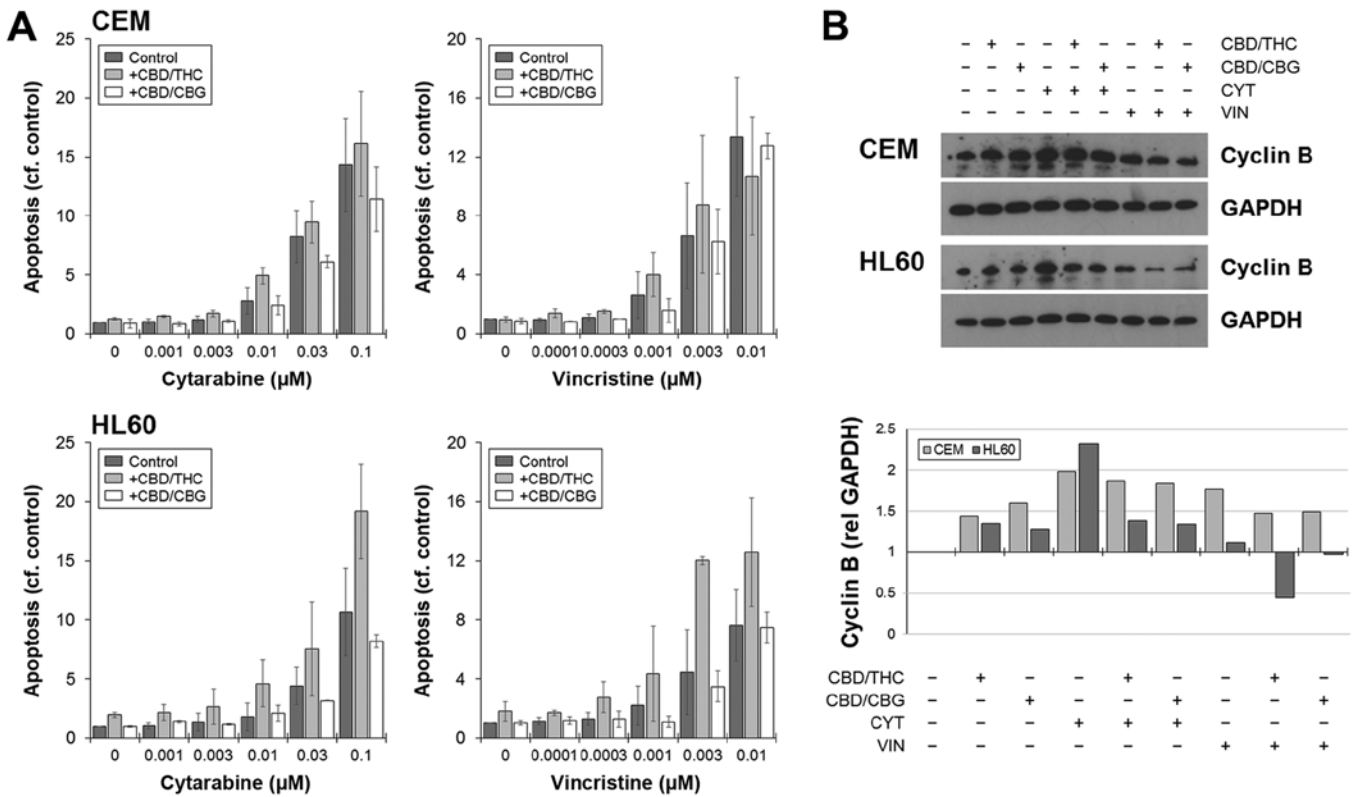 A
CEM
25
20
15
10
5
0
Apoptosis (cf. control)
Control
+CBD/THC
+CBD/CBG
0 0.001 0.003 0.01 0.03 0.1
Cytarabine (µM)
20
16
12
8
4
0
Apoptosis (cf. control)
Control
+CBD/THC
+CBD/CBG
0 0.0001 0.0003 0.001 0.003 0.01
Vincristine (µM)
HL60
25
20
15
10
5
0
Apoptosis (cf. control)
Control
+CBD/THC
+CBD/CBG
0 0.001 0.003 0.01 0.03 0.1
Cytarabine (µM)
20
16
12
8
4
0
Apoptosis (cf. control)
Control
+CBD/THC
+CBD/CBG
0 0.0001 0.0003 0.001 0.003 0.01
Vincristine (µM)
B
– + – – + – – + – CBD/THC
– – + – – + – – + CBD/CBG
– – – + + + – – – CYT
– – – – – – + + + VIN
CEM Cyclin B
GAPDH
HL60 Cyclin B
GAPDH
2.5
2
1.5
1
0.5
0
Cyclin B (rel GAPDH)
CEM HL60
CBD/THC – + – – + – – + –
CBD/CBG – – + – – + – – +
CYT – – – + + + – – –
VIN – – – – – – + + +